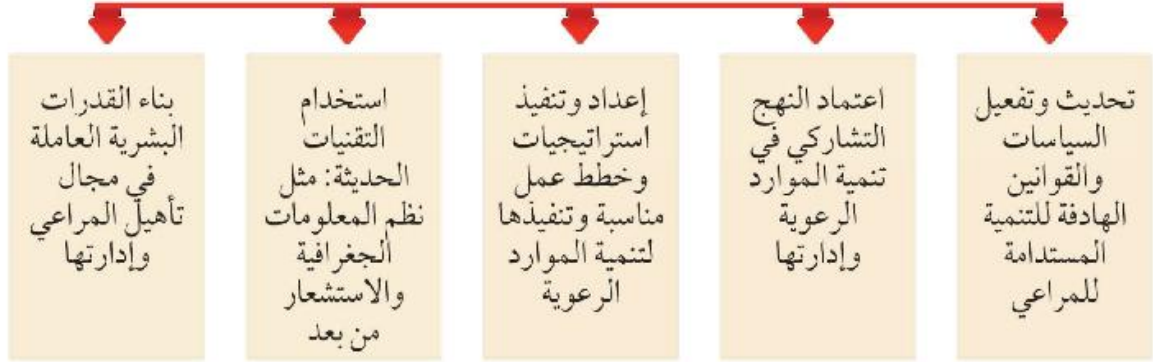 تحديث وتفعيل
السياسات
والقوانين
الهادفة للتنمية
المستدامة
للمراعي
اعتماد النهج
التشاركي في
تنمية الموارد
الرعوية
وإدارتها
إعداد وتنفيذ
استراتيجيات
وخطط عمل
مناسبة وتنفيذها
لتنمية الموارد
الرعوية
استخدام
التقنيات
الحديثة: مثل
نظم المعلومات
الجغرافية
والاستشعار
من بعد
بناء القدرات
البشرية العاملة
في مجال
تأهيل المراعي
وإدارتها